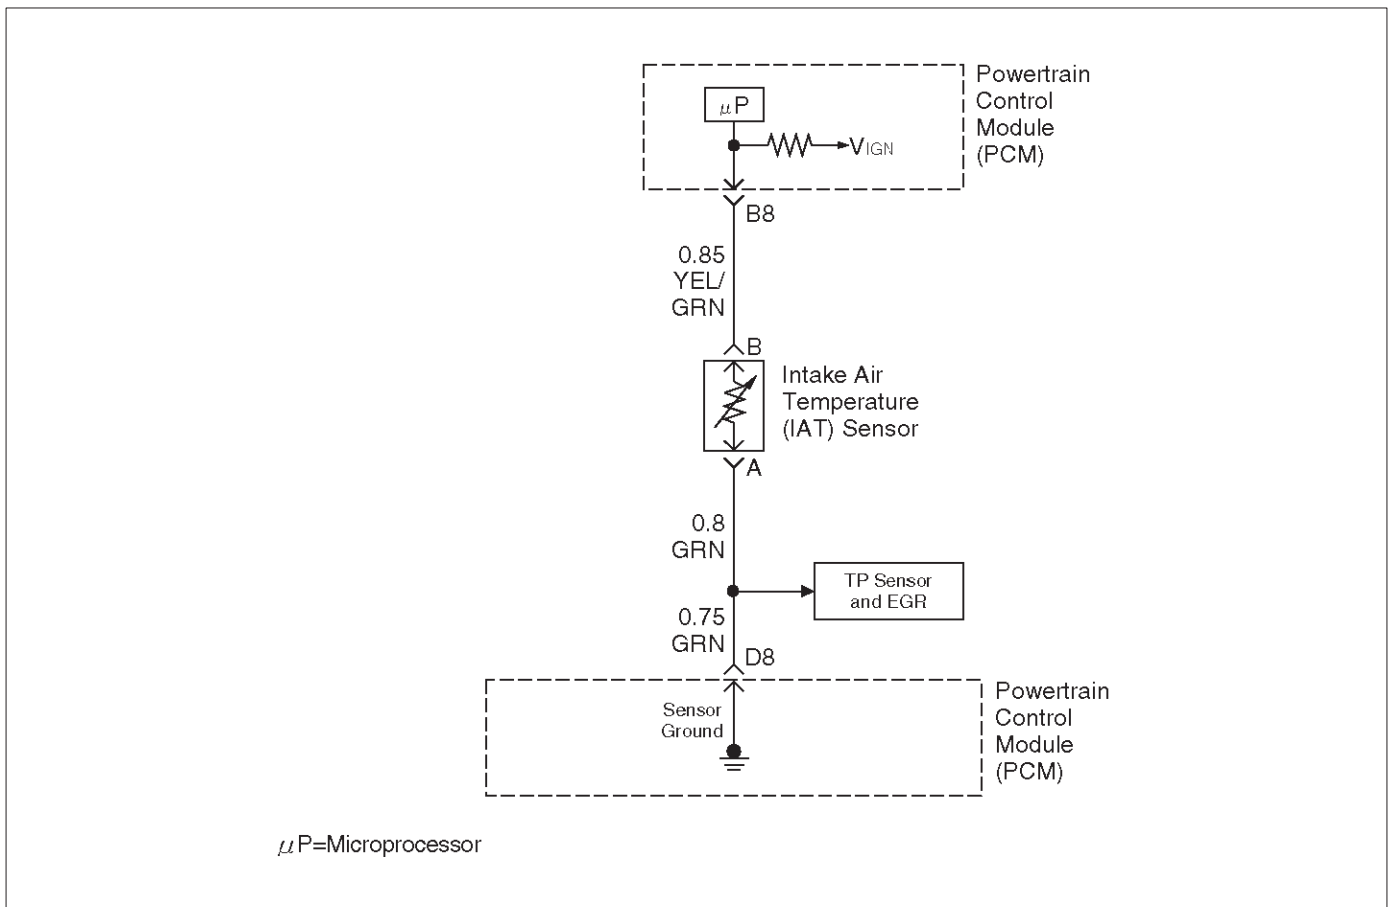 Powertrain
Control
Module
(PCM)
μP
VIGN
B8
0.85
YEL/
GRN
B
Intake Air
Temperature
(IAT) Sensor
A
0.8
GRN
TP Sensor
and EGR
0.75
GRN
D8
Sensor
Ground
Powertrain
Control
Module
(PCM)
μP=Microprocessor